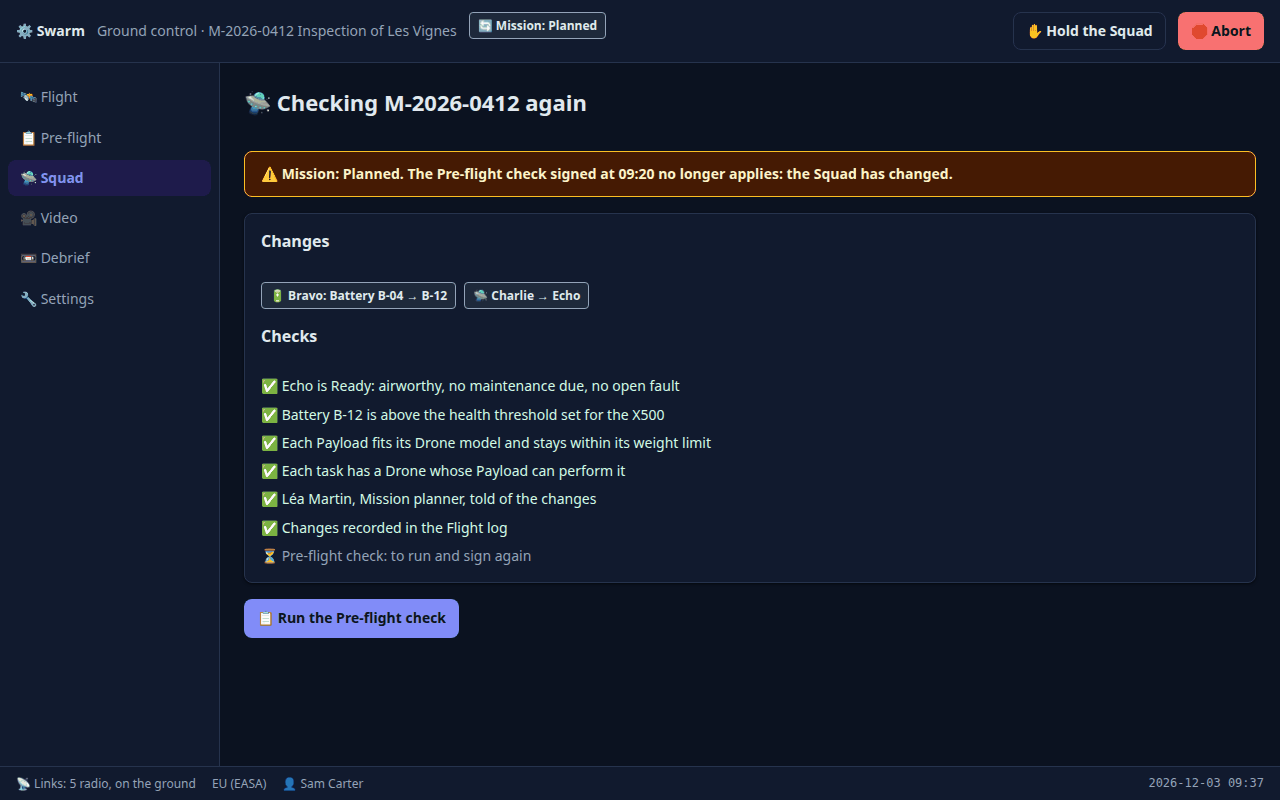 ⚙️ Swarm Ground control · M-2026-0412 Inspection of Les Vignes 🔄 Mission: Planned ✋ Hold the Squad 🛑 Abort
🛰️ Flight
📋 Pre-flight
🛸 Squad
🎥 Video
📼 Debrief
🔧 Settings
🛸 Checking M-2026-0412 again
⚠️ Mission: Planned. The Pre-flight check signed at 09:20 no longer applies: the Squad has changed.
Changes
🔋 Bravo: Battery B-04 → B-12 🛸 Charlie → Echo
Checks
✅ Echo is Ready: airworthy, no maintenance due, no open fault
✅ Battery B-12 is above the health threshold set for the X500
✅ Each Payload fits its Drone model and stays within its weight limit
✅ Each task has a Drone whose Payload can perform it
✅ Léa Martin, Mission planner, told of the changes
✅ Changes recorded in the Flight log
⏳ Pre-flight check: to run and sign again
📋 Run the Pre-flight check
📡 Links: 5 radio, on the ground EU (EASA) 👤 Sam Carter 2026-12-03 09:37